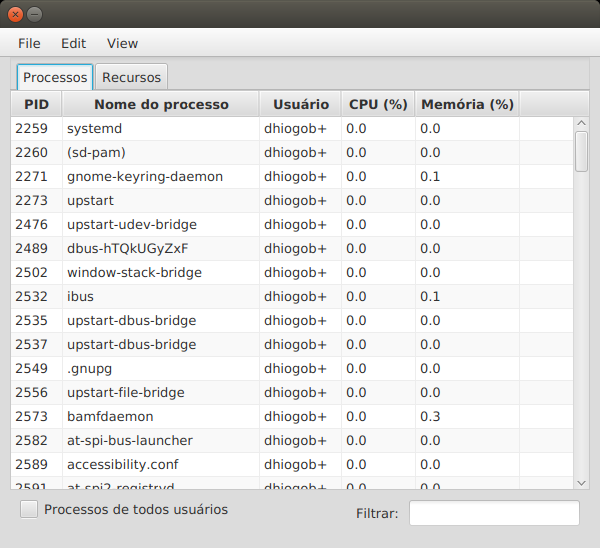 File Edit View
Processos Recursos
PID Nome do processo Usuário CPU (%) Memória (%)
2259 systemd dhiogob+ 0.0 0.0
2260 (sd-pam) dhiogob+ 0.0 0.0
2271 gnome-keyring-daemon dhiogob+ 0.0 0.1
2273 upstart dhiogob+ 0.0 0.0
2476 upstart-udev-bridge dhiogob+ 0.0 0.0
2489 dbus-hTQkUGyZxF dhiogob+ 0.0 0.0
2502 window-stack-bridge dhiogob+ 0.0 0.0
2532 ibus dhiogob+ 0.0 0.1
2535 upstart-dbus-bridge dhiogob+ 0.0 0.0
2537 upstart-dbus-bridge dhiogob+ 0.0 0.0
2549 .gnupg dhiogob+ 0.0 0.0
2556 upstart-file-bridge dhiogob+ 0.0 0.0
2573 bamfdaemon dhiogob+ 0.0 0.3
2582 at-spi-bus-launcher dhiogob+ 0.0 0.0
2589 accessibility.conf dhiogob+ 0.0 0.0
2591 at-spi2-registryd dhiogob+ 0.0 0.0
Processos de todos usuários Filtrar: